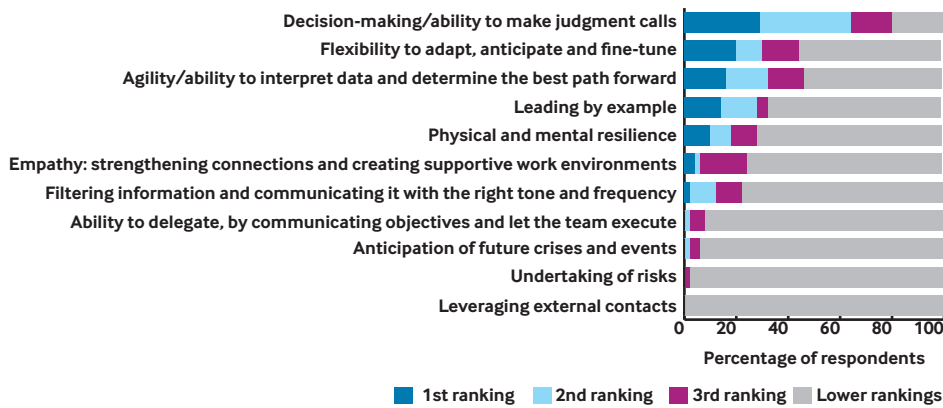 Decision-making/ability to make judgment calls
Flexibility to adapt, anticipate and fine-tune
Agility/ability to interpret data and determine the best path forward
Leading by example
Physical and mental resilience
Empathy: strengthening connections and creating supportive work environments
Filtering information and communicating it with the right tone and frequency
Ability to delegate, by communicating objectives and let the team execute
Anticipation of future crises and events
Undertaking of risks
Leveraging external contacts
0 20 40 60 80 100
Percentage of respondents
1st ranking 2nd ranking 3rd ranking Lower rankings